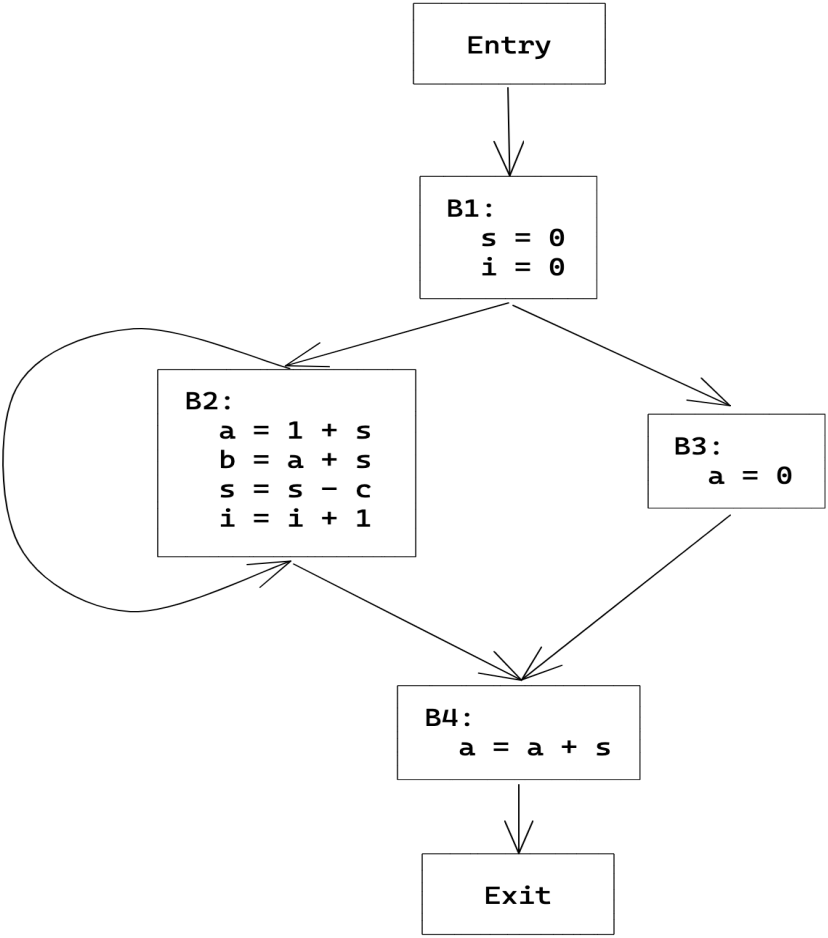 Entry
B1:
s = 0
i = 0
B2:
a = 1 + s
b = a + s
s = s − c
i = i + 1
B3:
a = 0
B4:
a = a + s
Exit